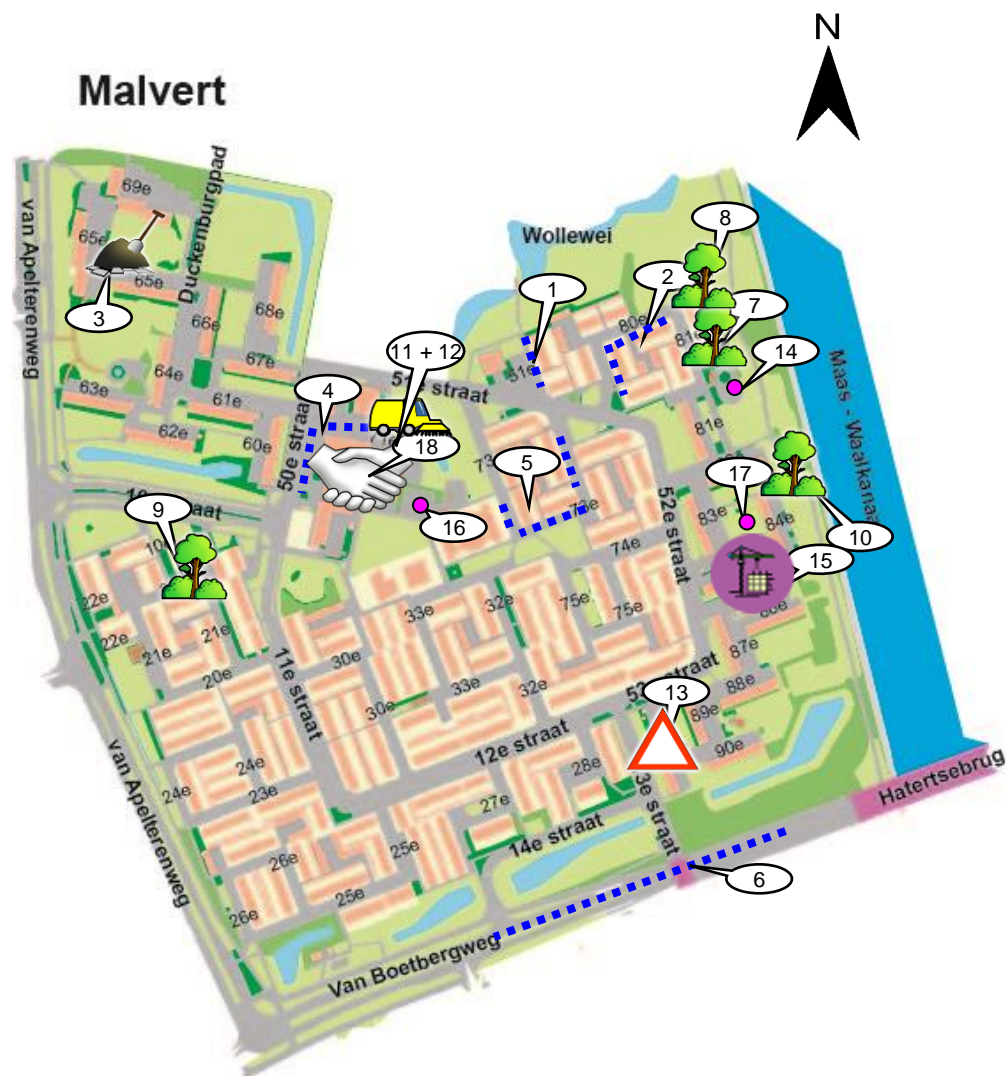 N
Malvert
69e
van Apelterenweg
Duckenburgpad
65e
65e
3
66e
68e
67e
63e
64e
61e
62e
60e
Wollewei
8
1
2
7
80e
81e
14
Maas - Waalkanaal
11 + 12
51e straat
51e
4
50e straat
18
81e
5
73e
17
16
10
9
52e straat
83e
84e
74e
15
22e
22e
21e
21e
20e
33e
32e
75e
75e
30e
30e
33e
32e
11e straat
87e
88e
13
89e
90e
12e straat
28e
van Apelterenweg
24e
24e
23e
27e
14e straat
3e straat
Hatertsebrug
25e
26e
25e
26e
6
Van Boetbergweg